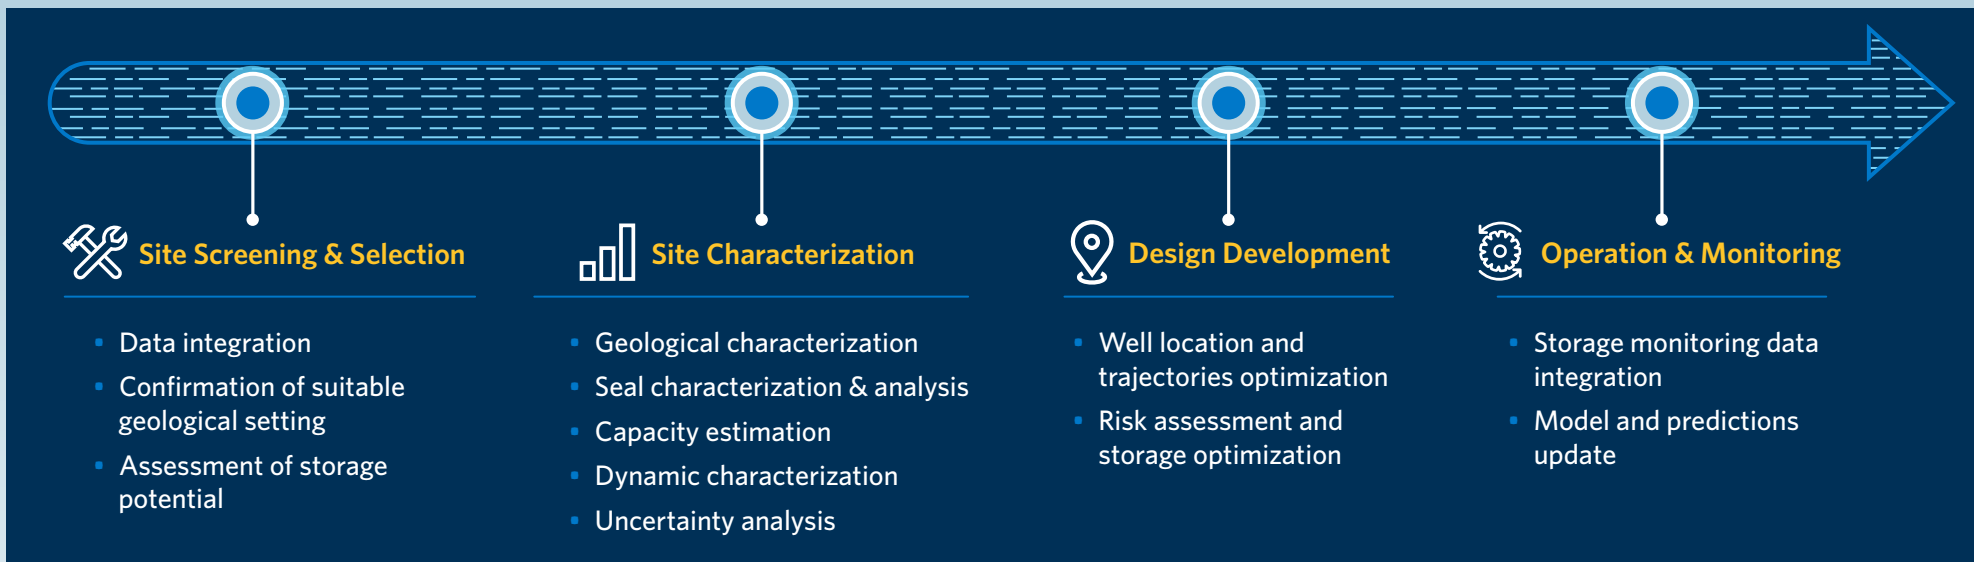 Site Screening & Selection
Data integration
Confirmation of suitable
geological setting
Assessment of storage
potential
Site Characterization
Geological characterization
Seal characterization & analysis
Capacity estimation
Dynamic characterization
Uncertainty analysis
Design Development
Well location and
trajectories optimization
Risk assessment and
storage optimization
Operation & Monitoring
Storage monitoring data
integration
Model and predictions
update